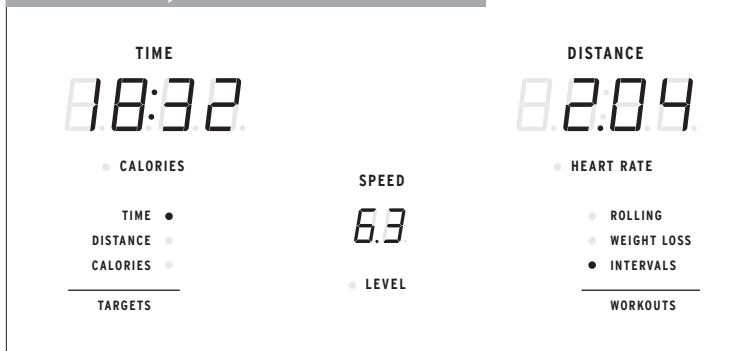 TIME
18:32
CALORIES
TIME
DISTANCE
CALORIES
TARGETS
SPEED
6.3
LEVEL
DISTANCE
2.04
HEART RATE
ROLLING
WEIGHT LOSS
INTERVALS
WORKOUTS